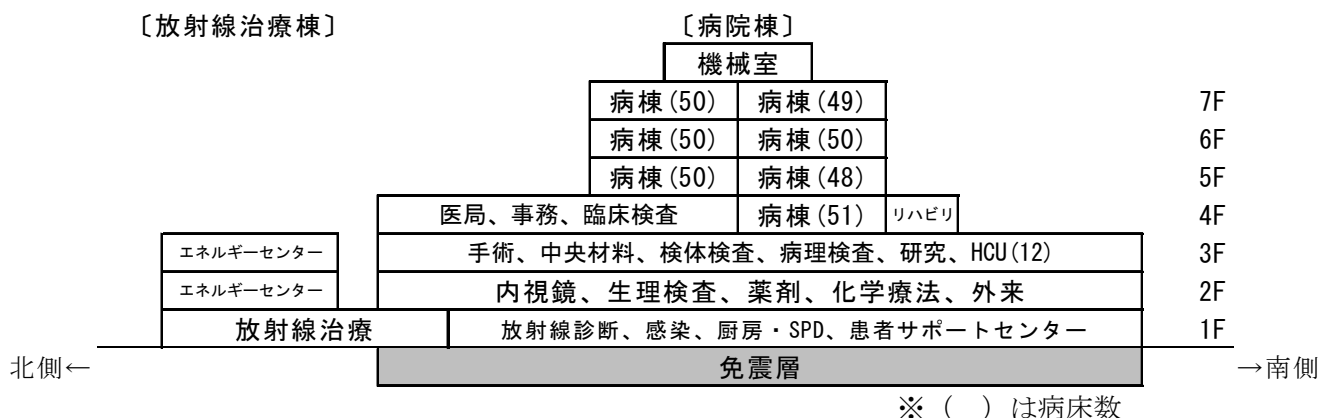 〔放射線治療棟〕 〔病院棟〕
機械室
病棟(50) 病棟(49) 7F
病棟(50) 病棟(50) 6F
病棟(50) 病棟(48) 5F
医局、事務、臨床検査 病棟(51) リハビリ 4F
エネルギーセンター 手術、中央材料、検体検査、病理検査、研究、HCU(12) 3F
エネルギーセンター 内視鏡、生理検査、薬剤、化学療法、外来 2F
放射線治療 放射線診断、感染、厨房・SPD、患者サポートセンター 1F
北側← 免震層 →南側
※（　）は病床数